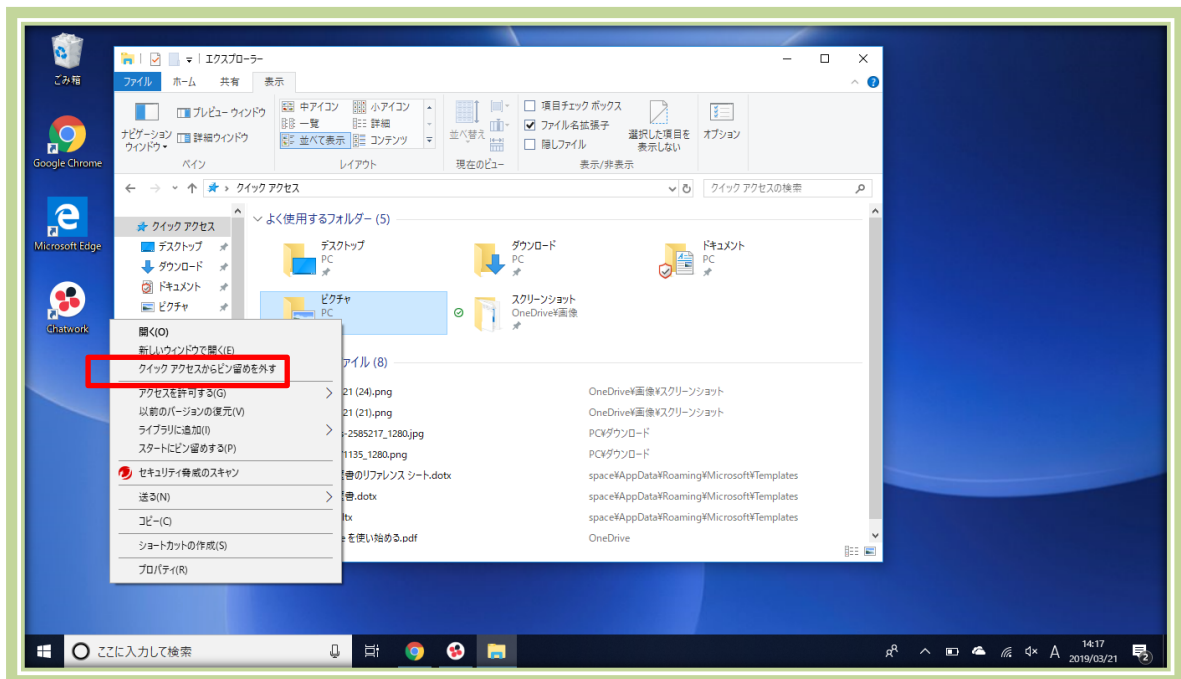 ごみ箱
Google Chrome
Microsoft Edge
Chatwork
エクスプローラー
ファイル ホーム 共有 表示
ナビゲーション ウィンドウ
プレビュー ウィンドウ
詳細ウィンドウ
ペイン
中アイコン 小アイコン
一覧 詳細
並べて表示 コンテンツ
レイアウト
並べ替え
現在のビュー
項目チェック ボックス
ファイル名拡張子
隠しファイル
選択した項目を
表示しない
表示/非表示
オプション
クイック アクセス
クイック アクセスの検索
クイック アクセス
デスクトップ
ダウンロード
ドキュメント
ピクチャ
よく使用するフォルダー (5)
デスクトップ
PC
ダウンロード
PC
ドキュメント
PC
ピクチャ
PC
スクリーンショット
OneDrive¥画像
ァイル (8)
21 (24).png OneDrive¥画像¥スクリーンショット
21 (21).png OneDrive¥画像¥スクリーンショット
-2585217_1280.jpg PC¥ダウンロード
1135_1280.png PC¥ダウンロード
書のリファレンス シート.dotx space¥AppData¥Roaming¥Microsoft¥Templates
書.dotx space¥AppData¥Roaming¥Microsoft¥Templates
ltx space¥AppData¥Roaming¥Microsoft¥Templates
e を使い始める.pdf OneDrive
開く(O)
新しいウィンドウで開く(E)
クイック アクセスからピン留めを外す
アクセスを許可する(G)
以前のバージョンの復元(V)
ライブラリに追加(I)
スタートにピン留めする(P)
セキュリティ脅威のスキャン
送る(N)
コピー(C)
ショートカットの作成(S)
プロパティ(R)
ここに入力して検索
A
14:17
2019/03/21
2